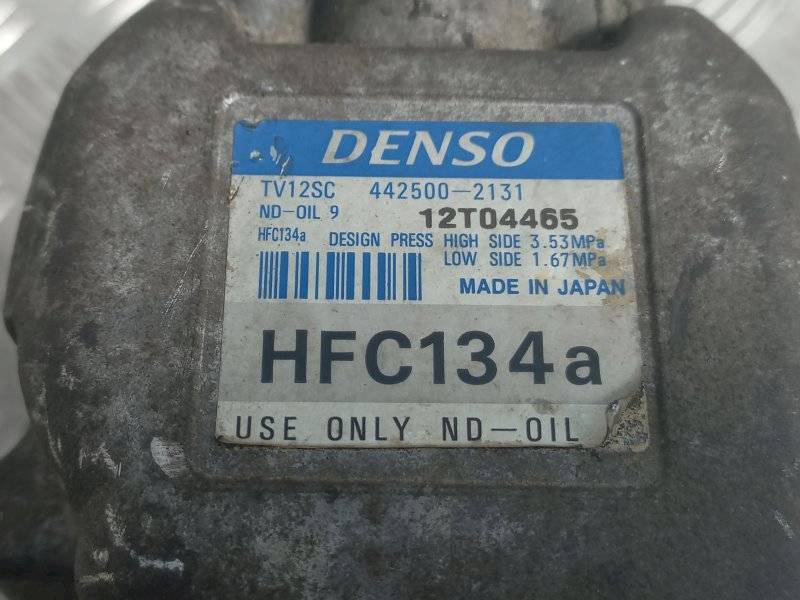 DENSO
TV12SC 442500-2131
ND-OIL 9 12T04465
HFC134a DESIGN PRESS HIGH SIDE 3.53MPa
LOW SIDE 1.67MPa
MADE IN JAPAN
HFC134a
USE ONLY ND-OIL